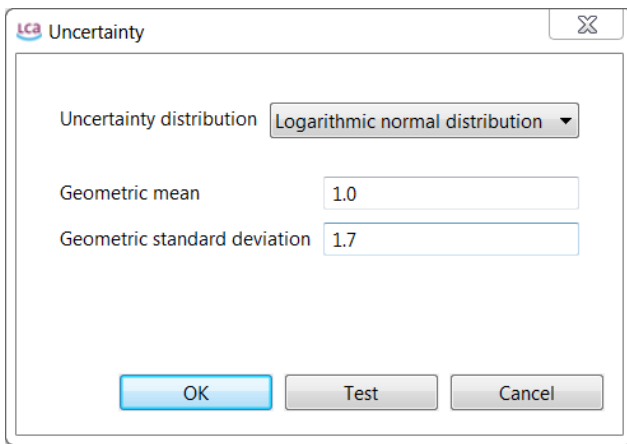 LCA Uncertainty
Uncertainty distribution Logarithmic normal distribution
Geometric mean 1.0
Geometric standard deviation 1.7
OK Test Cancel